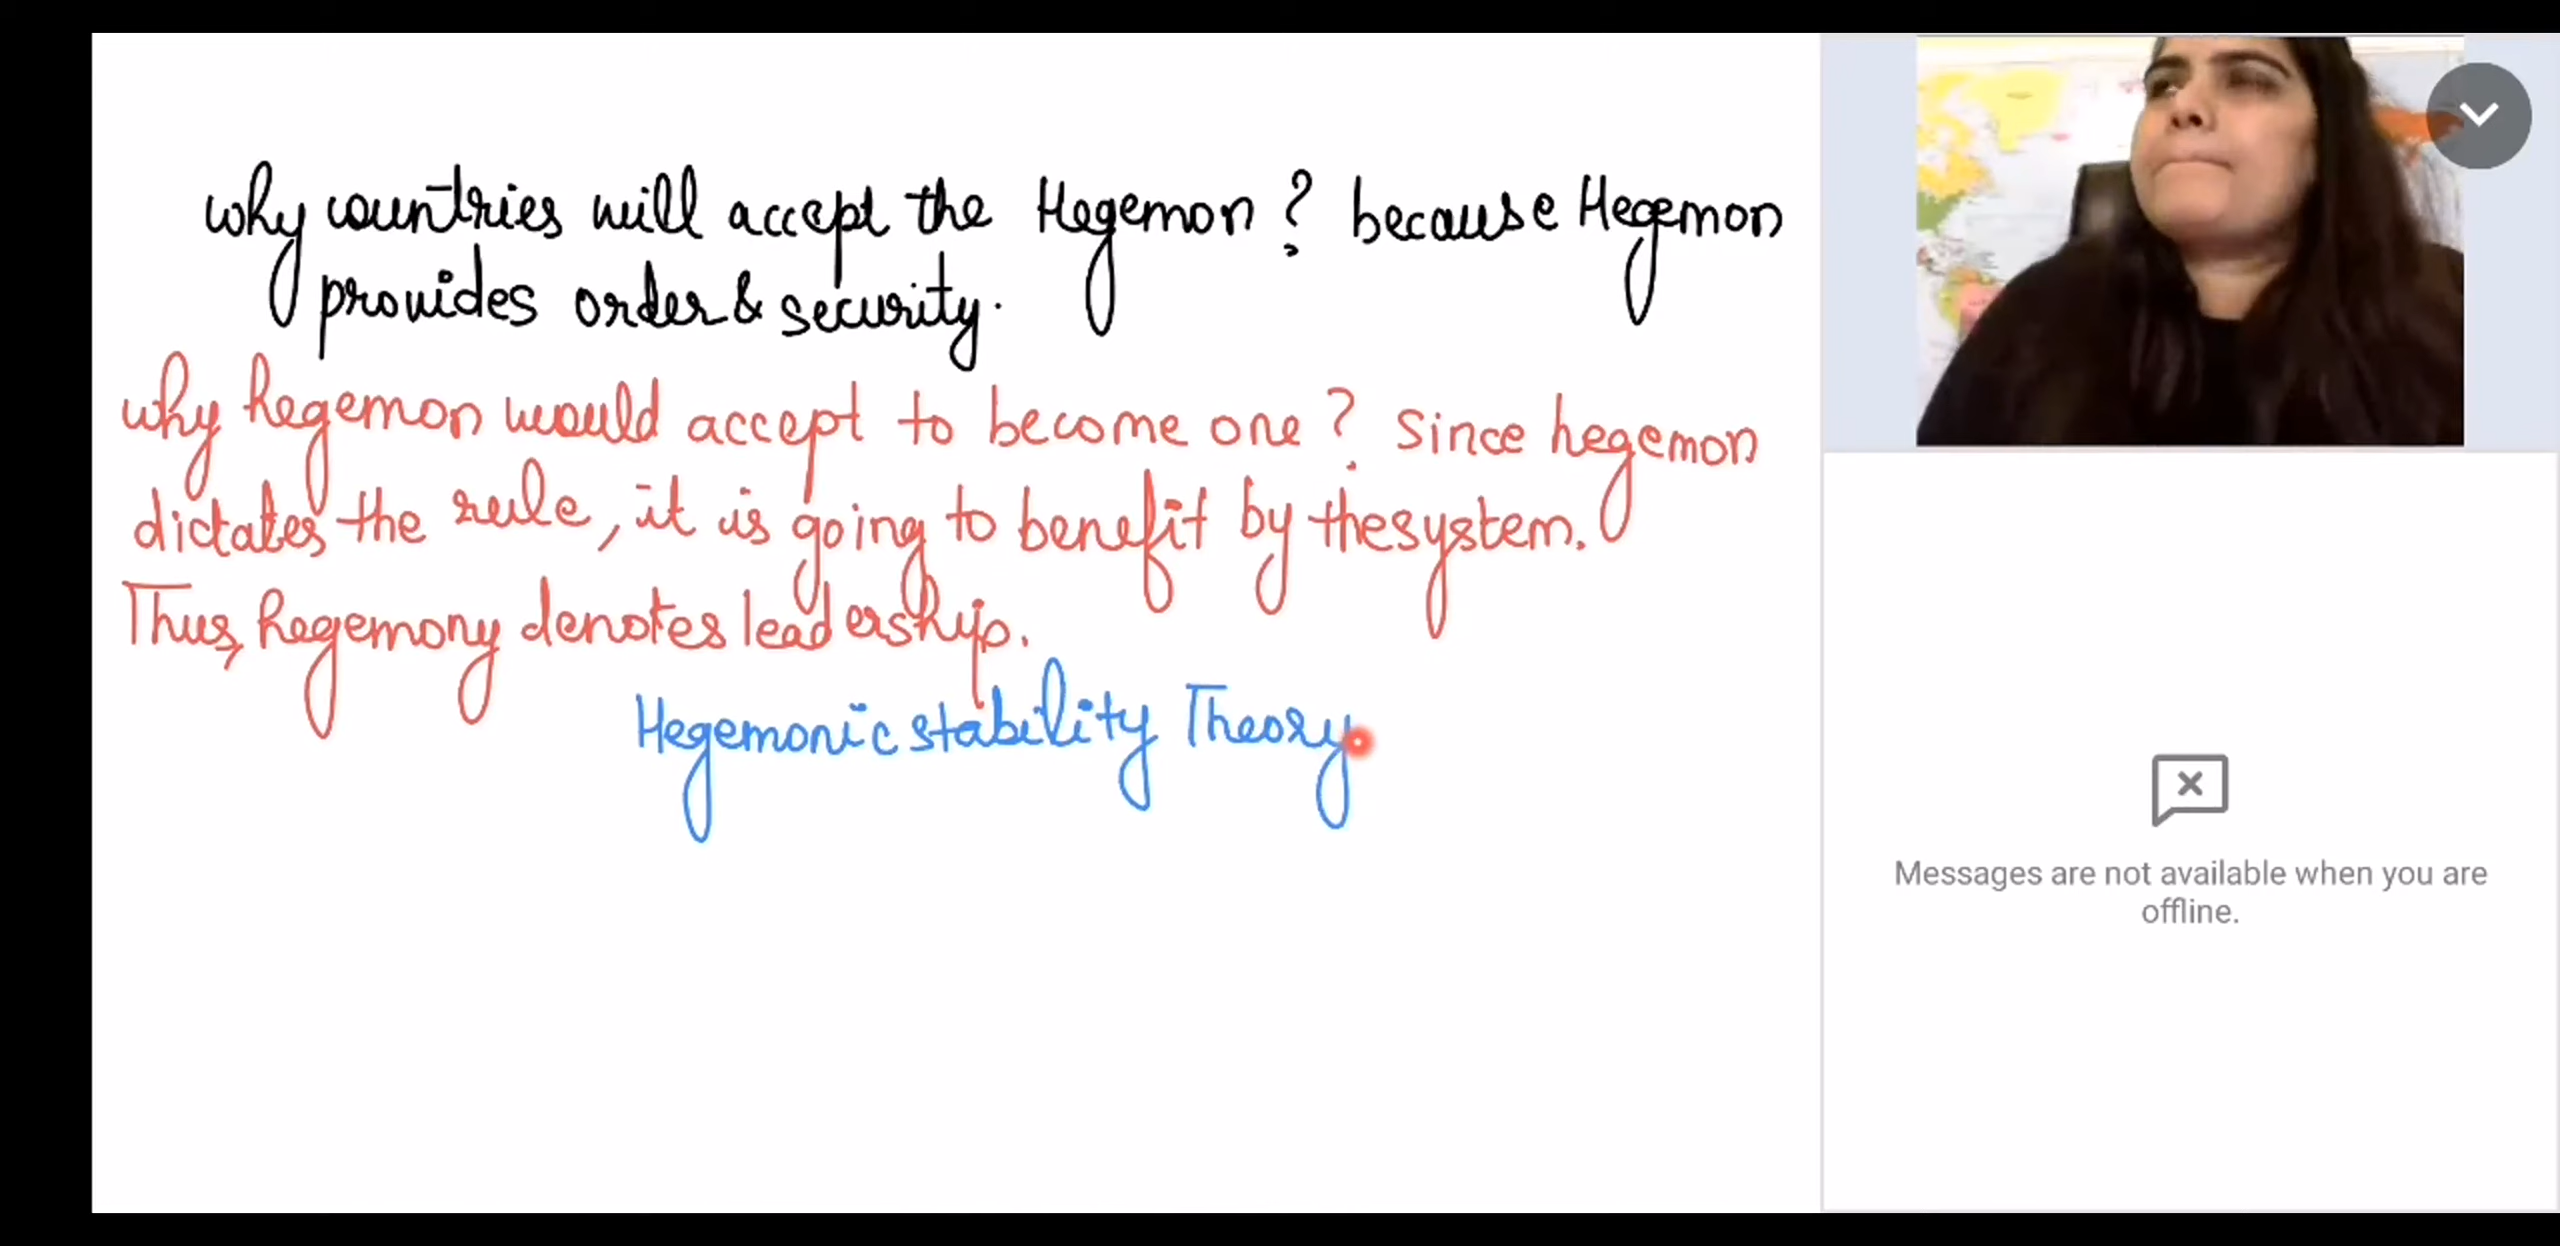 why countries will accept the Hegemon? because Hegemon
provides order & security.
why hegemon would accept to become one? Since hegemon
dictates the rule, it is going to benefit by the system.
Thus, hegemony denotes leadership.
Hegemonic stability Theory
Messages are not available when you are
offline.